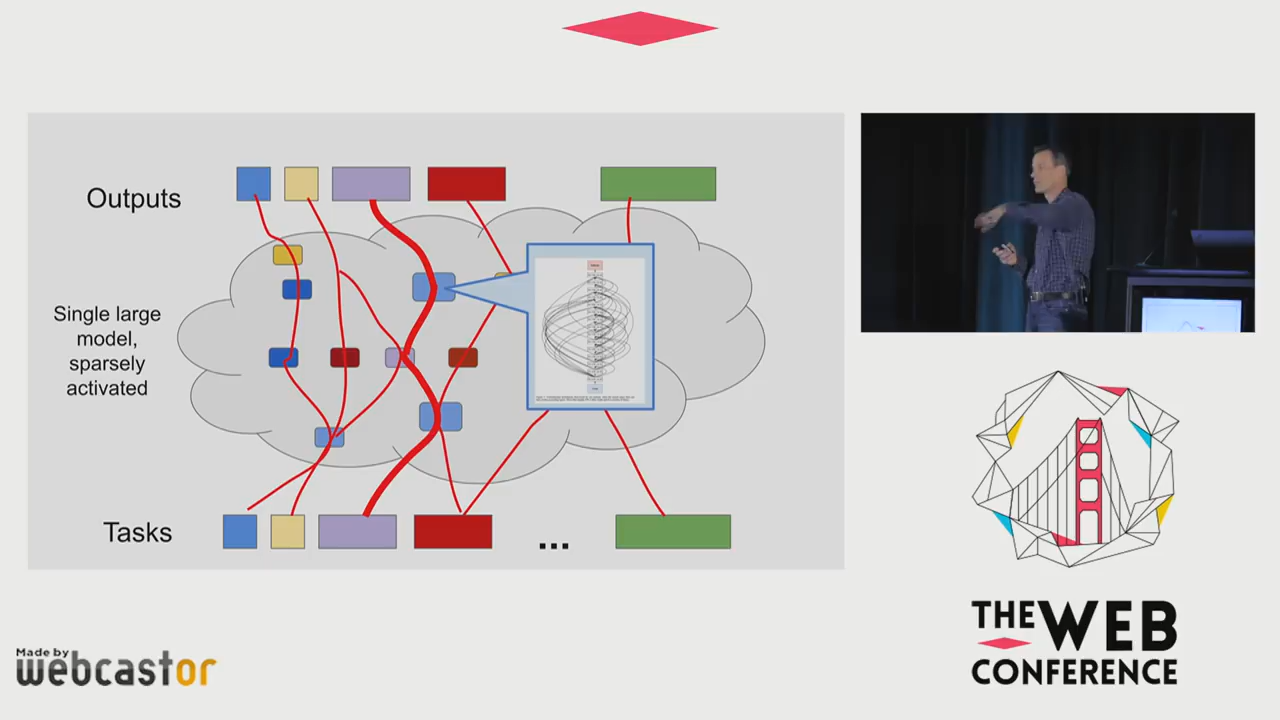 Outputs
Single large
model,
sparsely
activated
Tasks
...
THE WEB
CONFERENCE
Made by
webcastor